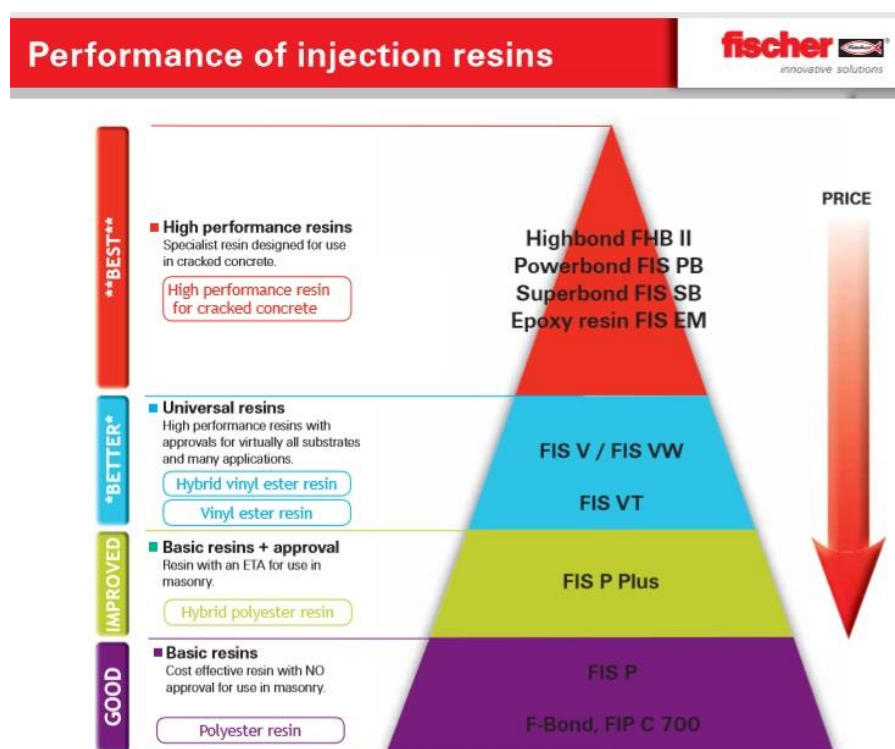 Performance of injection resins
fischer
innovative solutions
**BEST**
High performance resins
Specialist resin designed for use
in cracked concrete.
High performance resin
for cracked concrete
Highbond FHB II
Powerbond FIS PB
Superbond FIS SB
Epoxy resin FIS EM
PRICE
*BETTER*
Universal resins
High performance resins with
approvals for virtually all substrates
and many applications.
Hybrid vinyl ester resin
Vinyl ester resin
FIS V / FIS VW
FIS VT
IMPROVED
Basic resins + approval
Resin with an ETA for use in
masonry.
Hybrid polyester resin
FIS P Plus
GOOD
Basic resins
Cost effective resin with NO
approval for use in masonry.
Polyester resin
FIS P
F-Bond, FIP C 700